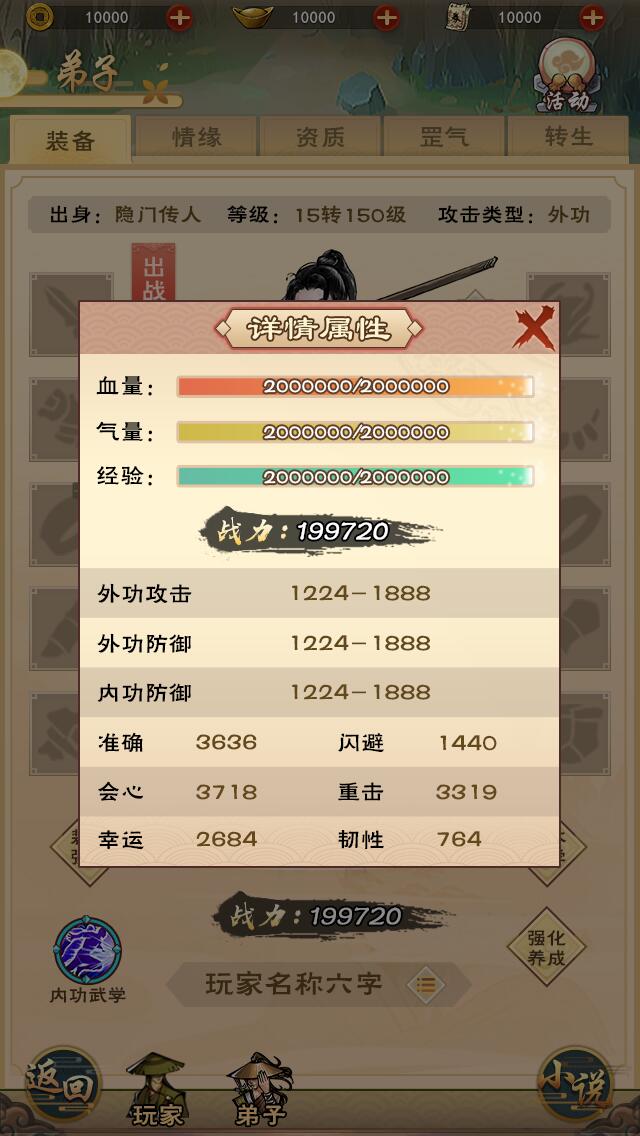 10000 10000 10000
弟子
活动
装备 情缘 资质 罡气 转生
出身：隐门传人 等级：15转150级 攻击类型：外功
出战
详情属性
血量：2000000/2000000
气量：2000000/2000000
经验：2000000/2000000
战力：199720
外功攻击 1224-1888
外功防御 1224-1888
内功防御 1224-1888
准确 3636 闪避 1440
会心 3718 重击 3319
幸运 2684 韧性 764
战力：199720
强化
养成
内功武学
玩家名称六字
返回 玩家 弟子 小说